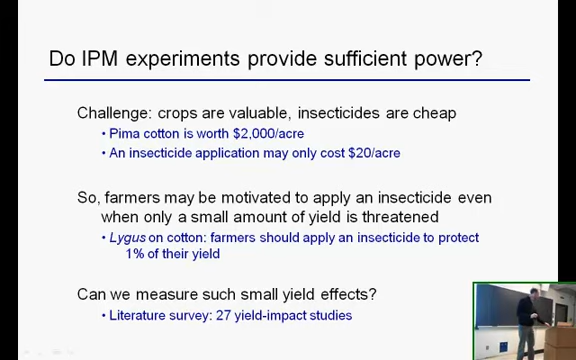 Do IPM experiments provide sufficient power?
Challenge: crops are valuable, insecticides are cheap
• Pima cotton is worth $2,000/acre
• An insecticide application may only cost $20/acre
So, farmers may be motivated to apply an insecticide even
when only a small amount of yield is threatened
• Lygus on cotton: farmers should apply an insecticide to protect
1% of their yield
Can we measure such small yield effects?
• Literature survey: 27 yield-impact studies